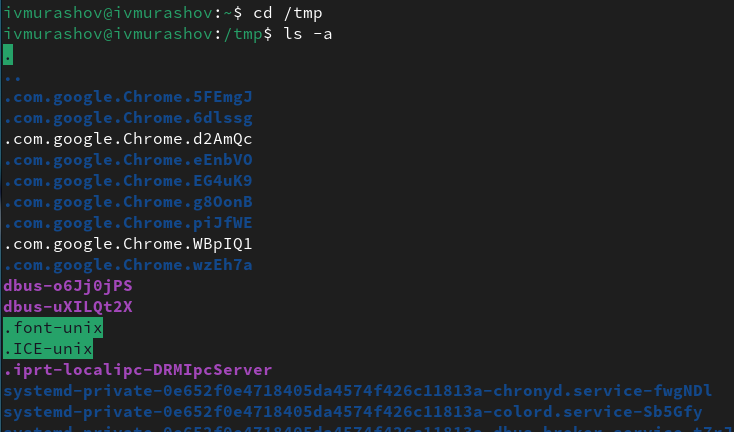 ivmurashov@ivmurashov:~$ cd /tmp
ivmurashov@ivmurashov:/tmp$ ls -a
.
..
.com.google.Chrome.5FEmgJ
.com.google.Chrome.6dlssg
.com.google.Chrome.d2AmQc
.com.google.Chrome.eEnbVO
.com.google.Chrome.EG4uK9
.com.google.Chrome.g8OonB
.com.google.Chrome.piJfWE
.com.google.Chrome.WBpIQ1
.com.google.Chrome.wzEh7a
dbus-o6Jj0jPS
dbus-uXILQt2X
.font-unix
.ICE-unix
.iprt-localipc-DRMIpcServer
systemd-private-0e652f0e4718405da4574f426c11813a-chronyd.service-fwgNDl
systemd-private-0e652f0e4718405da4574f426c11813a-colord.service-Sb5Gfy